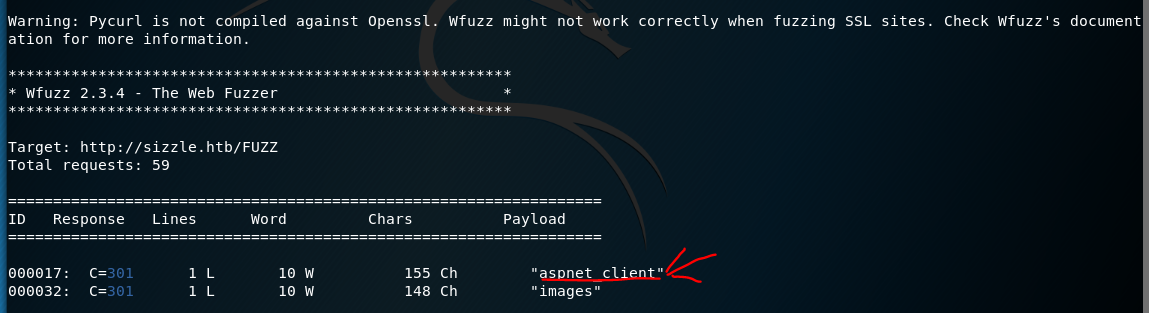 Warning: Pycurl is not compiled against Openssl. Wfuzz might not work correctly when fuzzing SSL sites. Check Wfuzz's document
ation for more information.
********************************************************
* Wfuzz 2.3.4 - The Web Fuzzer                         *
********************************************************
Target: http://sizzle.htb/FUZZ
Total requests: 59
==================================================================
ID   Response   Lines      Word         Chars          Payload
==================================================================
000017:  C=301      1 L	      10 W	    155 Ch	  "aspnet_client"
000032:  C=301      1 L	      10 W	    148 Ch	  "images"